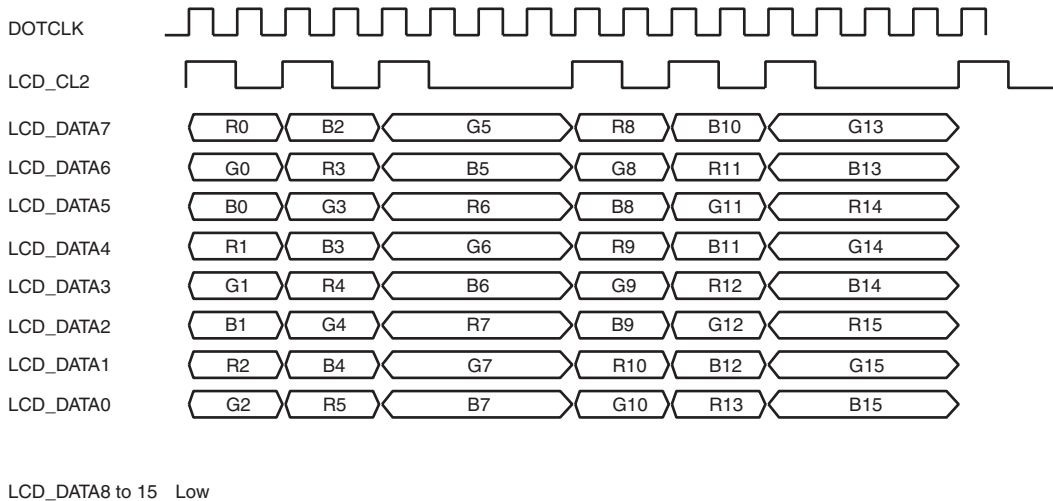 DOTCLK
LCD_CL2
LCD_DATA7 R0 B2 G5 R8 B10 G13
LCD_DATA6 G0 R3 B5 G8 R11 B13
LCD_DATA5 B0 G3 R6 B8 G11 R14
LCD_DATA4 R1 B3 G6 R9 B11 G14
LCD_DATA3 G1 R4 B6 G9 R12 B14
LCD_DATA2 B1 G4 R7 B9 G12 R15
LCD_DATA1 R2 B4 G7 R10 B12 G15
LCD_DATA0 G2 R5 B7 G10 R13 B15
LCD_DATA8 to 15 Low